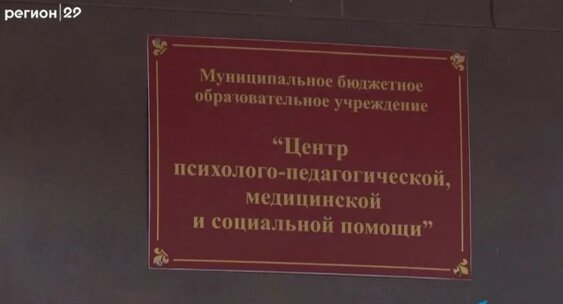 регион 29
Муниципальное бюджетное
образовательное учреждение
“Центр
психолого-педагогической,
медицинской
и социальной помощи”